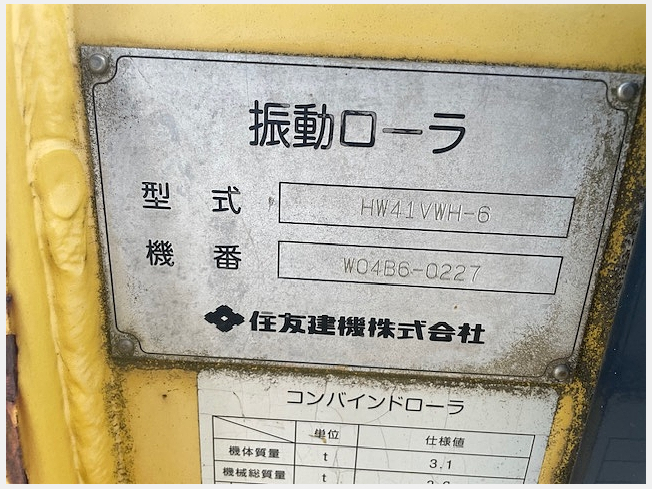 振動ローラ
型式 HW41VWH-6
機番 W04B6-0227
住友建機株式会社
コンバインドローラ
単位 仕様値
機体質量 t 3.1
機械総質量 t